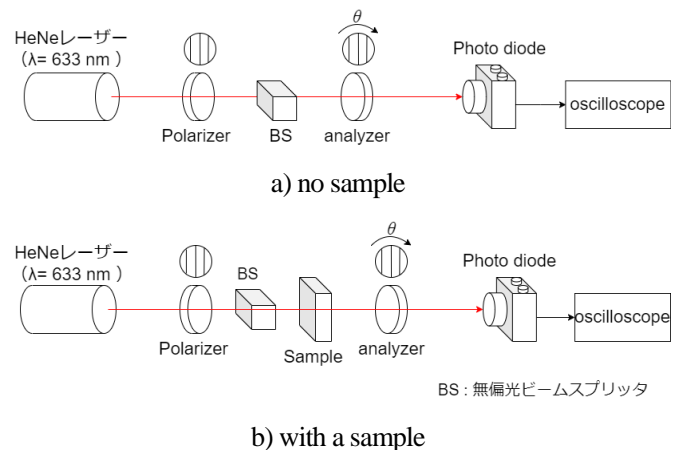 HeNeレーザー
（λ= 633 nm ）
θ
Photo diode
oscilloscope
Polarizer
BS
analyzer
a) no sample
HeNeレーザー
（λ= 633 nm ）
θ
BS
Photo diode
oscilloscope
Polarizer
Sample
analyzer
BS : 無偏光ビームスプリッタ
b) with a sample